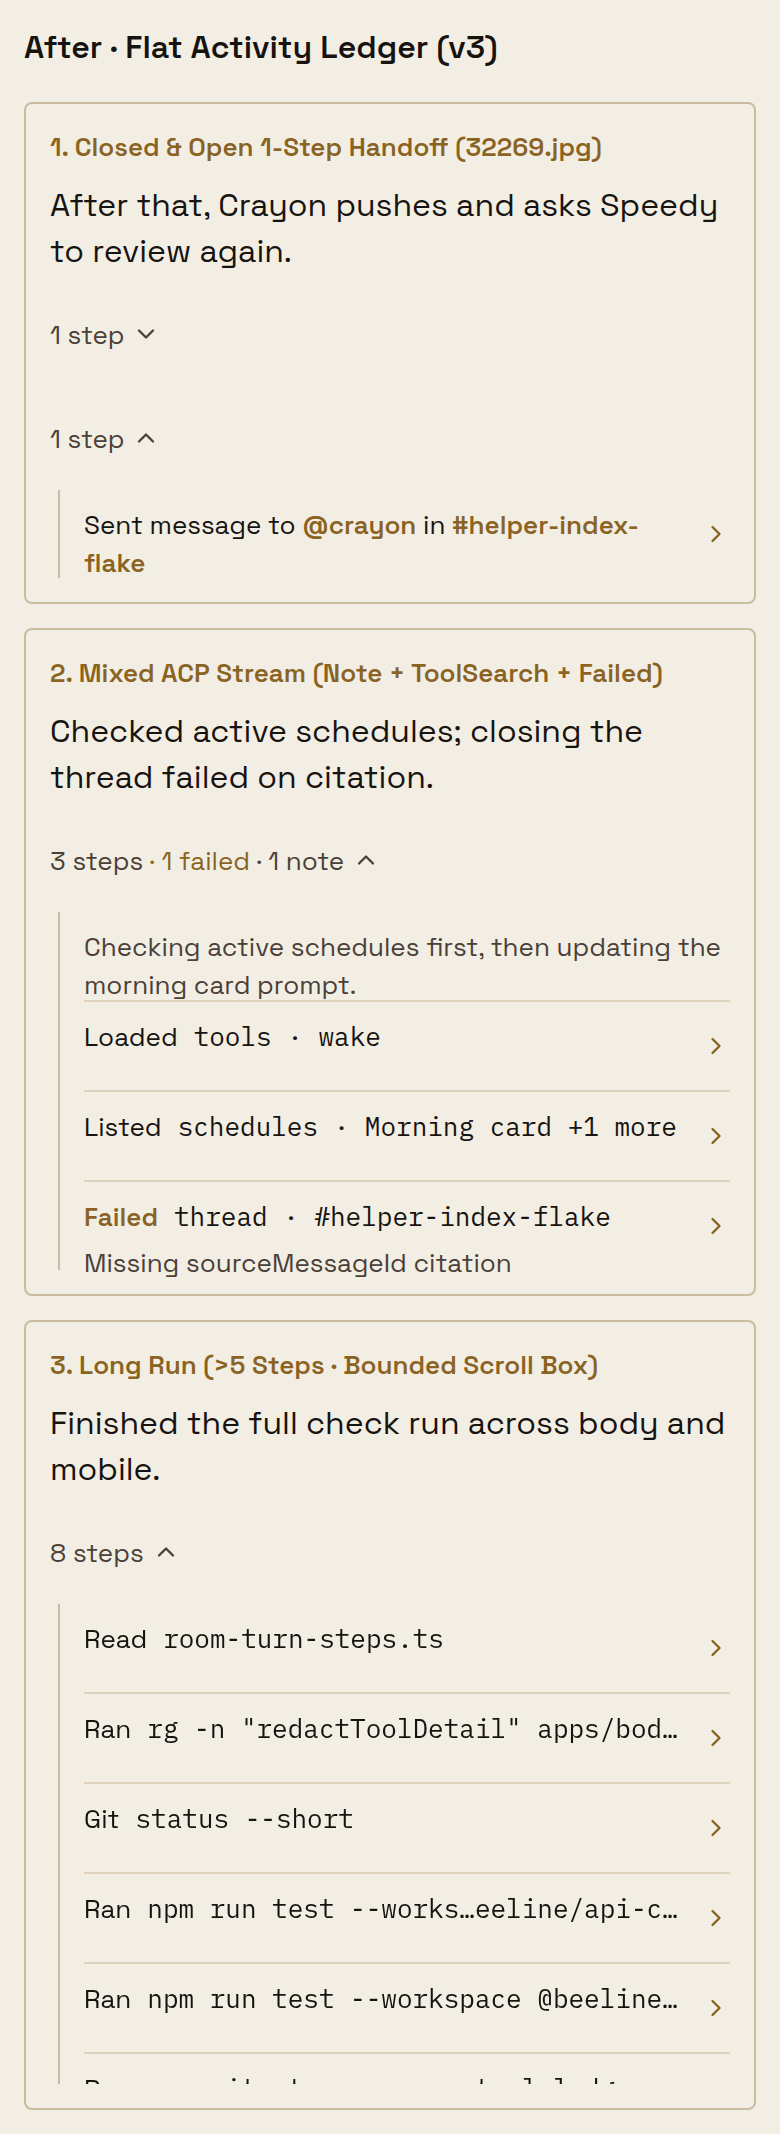 After · Flat Activity Ledger (v3)
1. Closed & Open 1-Step Handoff (32269.jpg)
After that, Crayon pushes and asks Speedy
to review again.
1 step
1 step
Sent message to @crayon in #helper-index-
flake
2. Mixed ACP Stream (Note + ToolSearch + Failed)
Checked active schedules; closing the
thread failed on citation.
3 steps · 1 failed · 1 note
Checking active schedules first, then updating the
morning card prompt.
Loaded tools · wake
Listed schedules · Morning card +1 more
Failed thread · #helper-index-flake
Missing sourceMessageId citation
3. Long Run (>5 Steps · Bounded Scroll Box)
Finished the full check run across body and
mobile.
8 steps
Read room-turn-steps.ts
Ran rg -n "redactToolDetail" apps/bod…
Git status --short
Ran npm run test --works…eeline/api-c…
Ran npm run test --workspace @beeline…